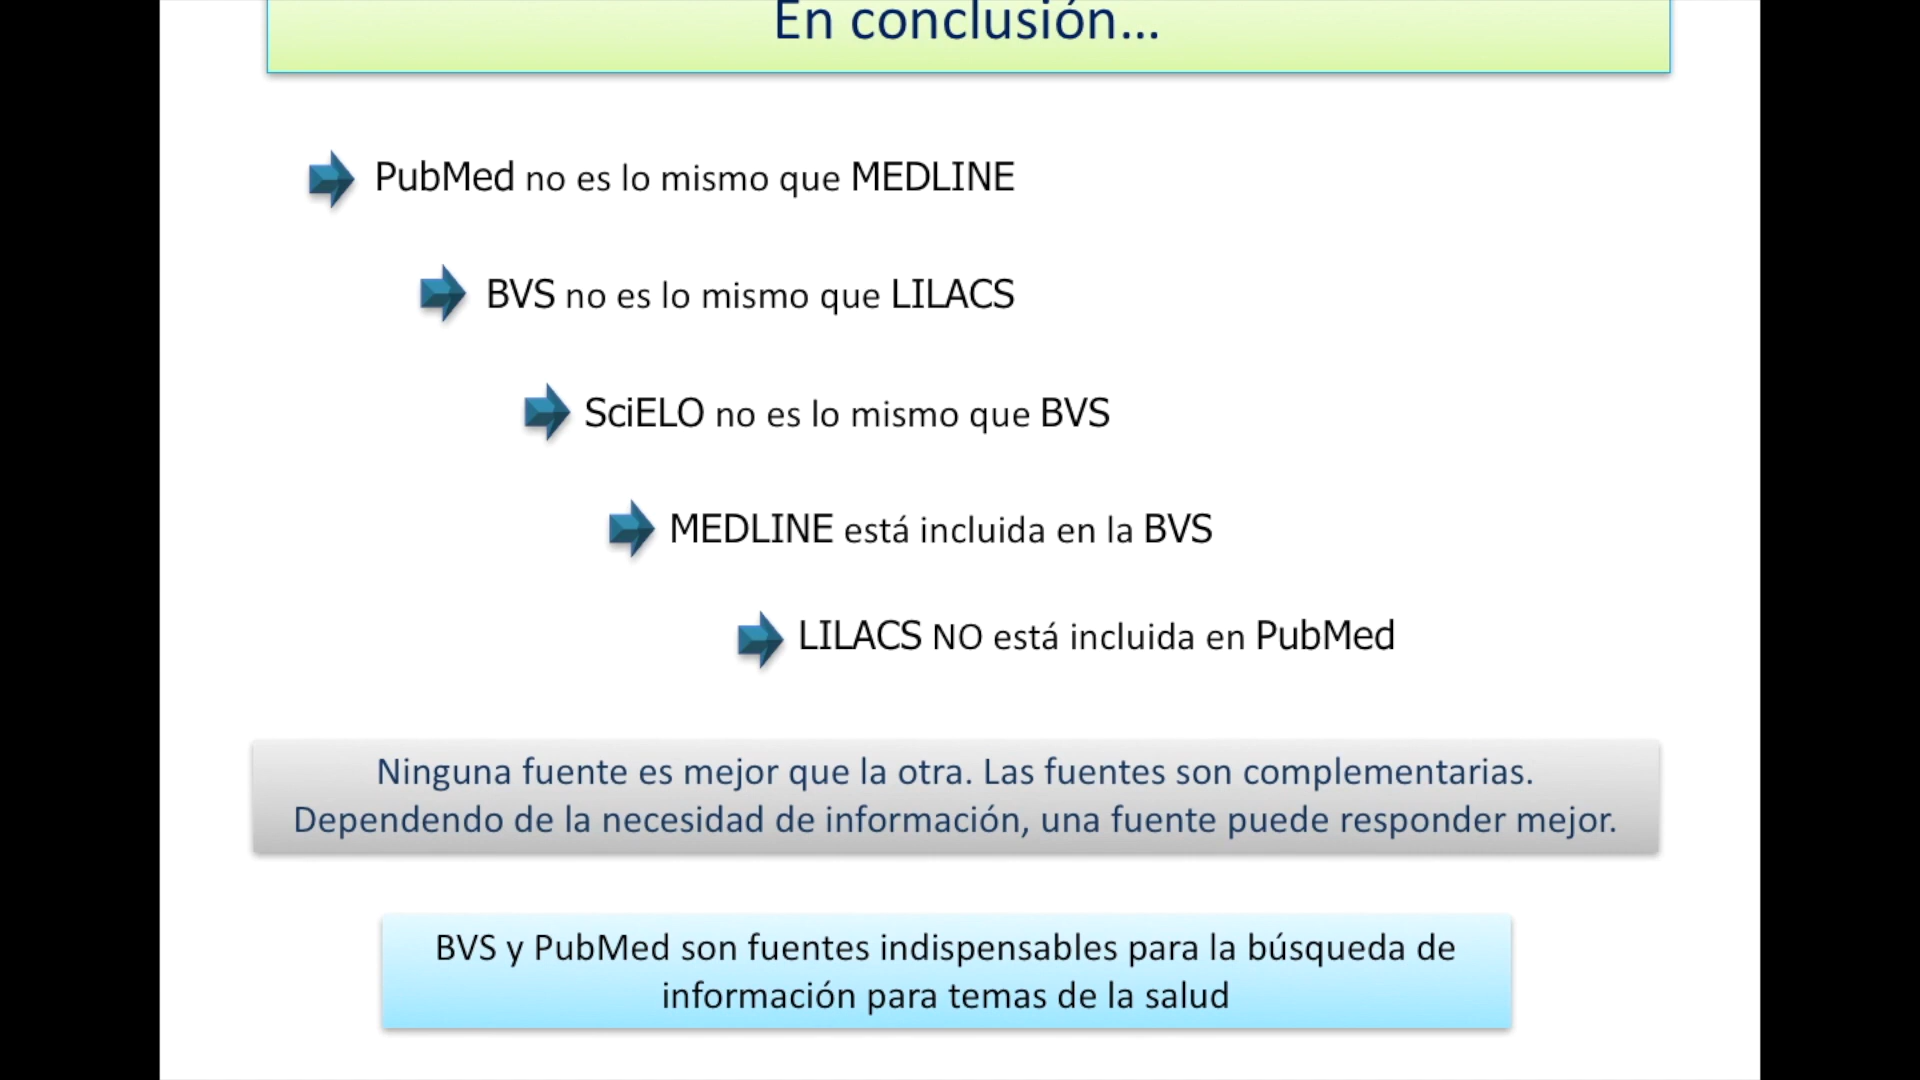 En conclusión...
PubMed no es lo mismo que MEDLINE
BVS no es lo mismo que LILACS
SciELO no es lo mismo que BVS
MEDLINE está incluida en la BVS
LILACS NO está incluida en PubMed
Ninguna fuente es mejor que la otra. Las fuentes son complementarias.
Dependendo de la necesidad de información, una fuente puede responder mejor.
BVS y PubMed son fuentes indispensables para la búsqueda de
información para temas de la salud